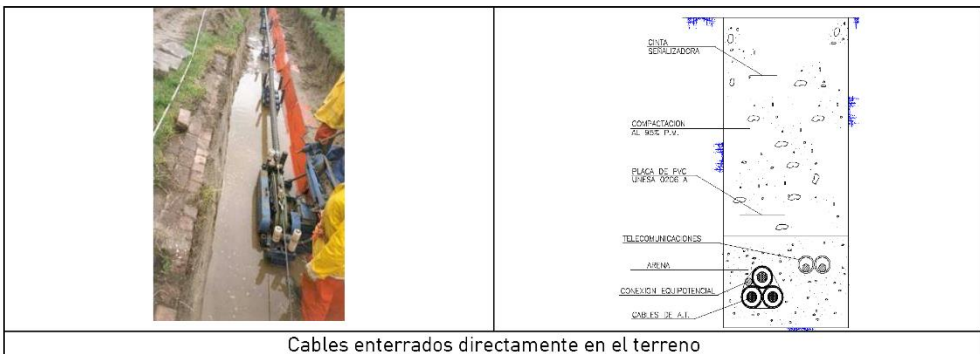 CINTA
SEÑALIZADORA
COMPACTACION
AL 95% P.M.
PLACA DE PVC
UNESA 0206 A
TELECOMUNICACIONES
ARENA
CONEXION EQUIPOTENCIAL
CABLES DE A.T.
Cables enterrados directamente en el terreno